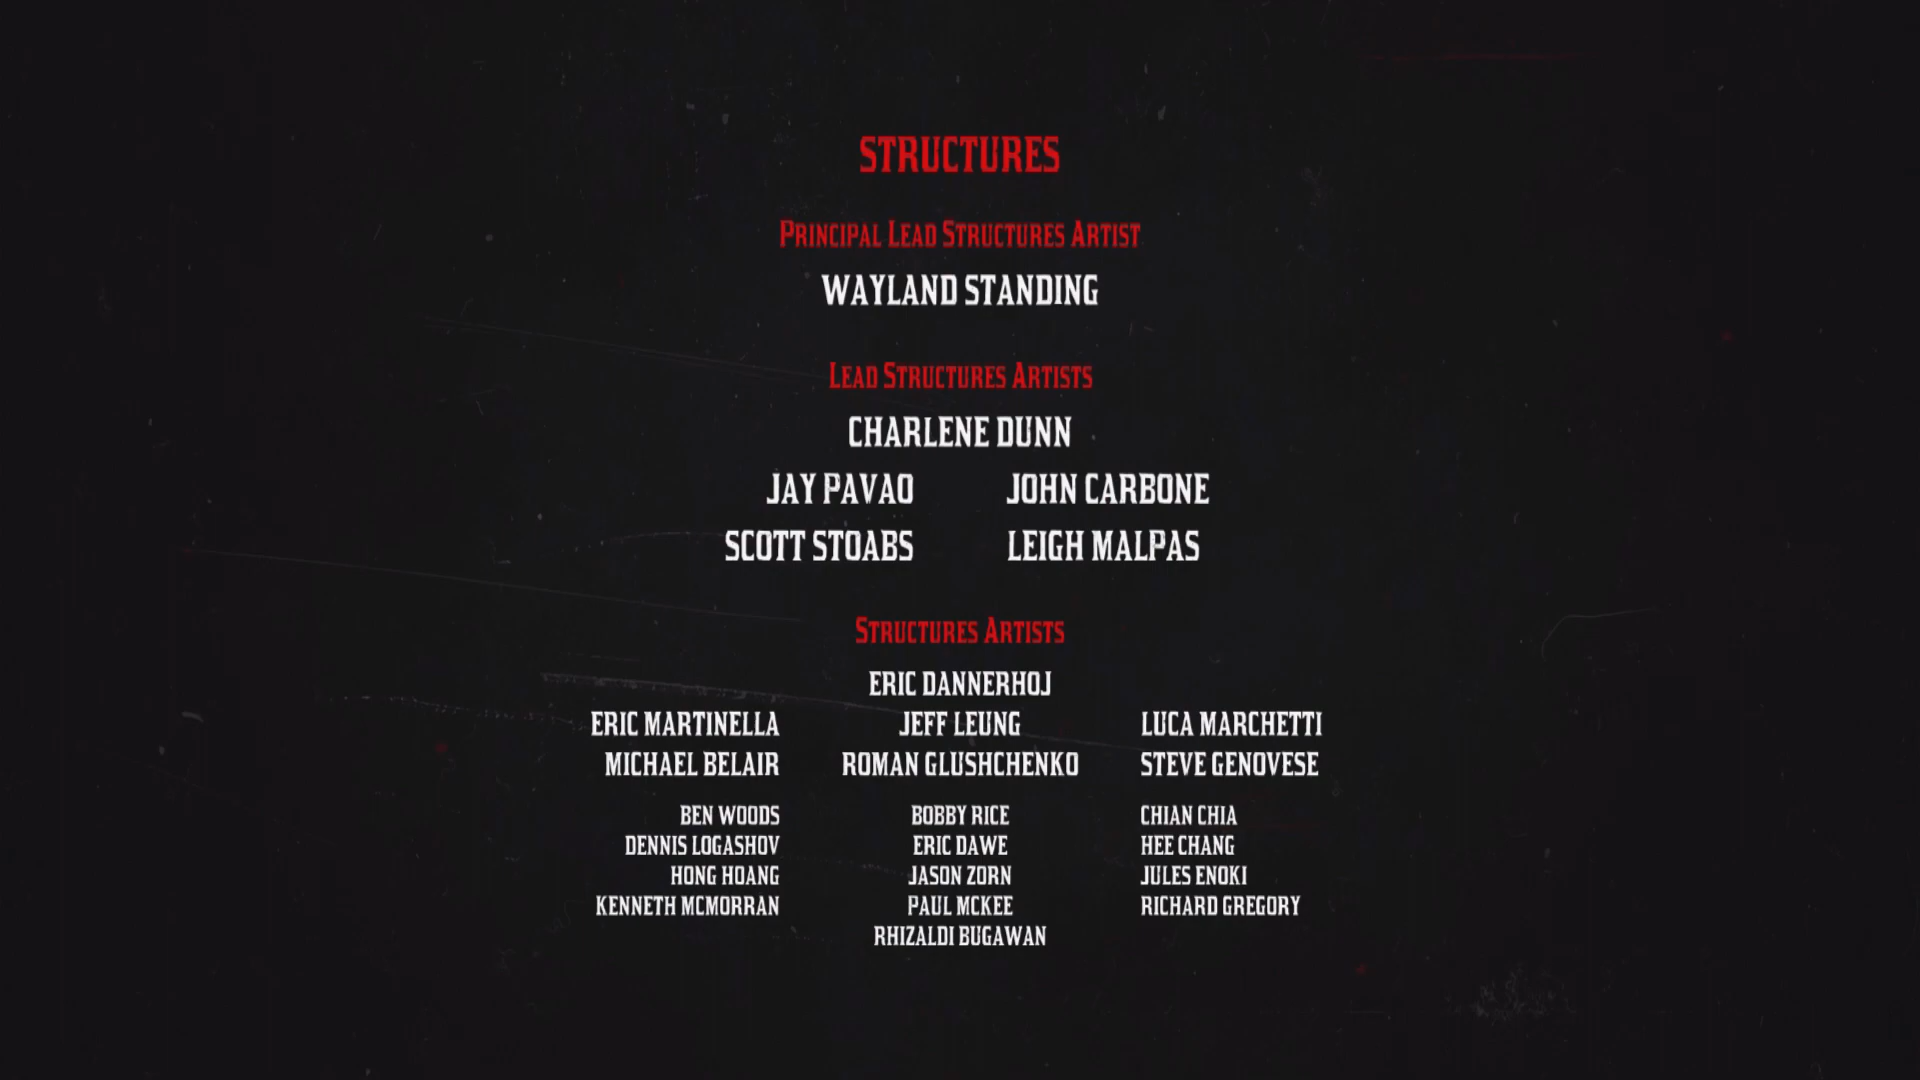 STRUCTURES
PRINCIPAL LEAD STRUCTURES ARTIST
WAYLAND STANDING
LEAD STRUCTURES ARTISTS
CHARLENE DUNN
JAY PAVAO JOHN CARBONE
SCOTT STOABS LEIGH MALPAS
STRUCTURES ARTISTS
ERIC DANNERHOJ
ERIC MARTINELLA JEFF LEUNG LUCA MARCHETTI
MICHAEL BELAIR ROMAN GLUSHCHENKO STEVE GENOVESE
BEN WOODS BOBBY RICE CHIAN CHIA
DENNIS LOGASHOV ERIC DAWE HEE CHANG
HONG HOANG JASON ZORN JULES ENOKI
KENNETH MCMORRAN PAUL MCKEE RICHARD GREGORY
RHIZALDI BUGAWAN